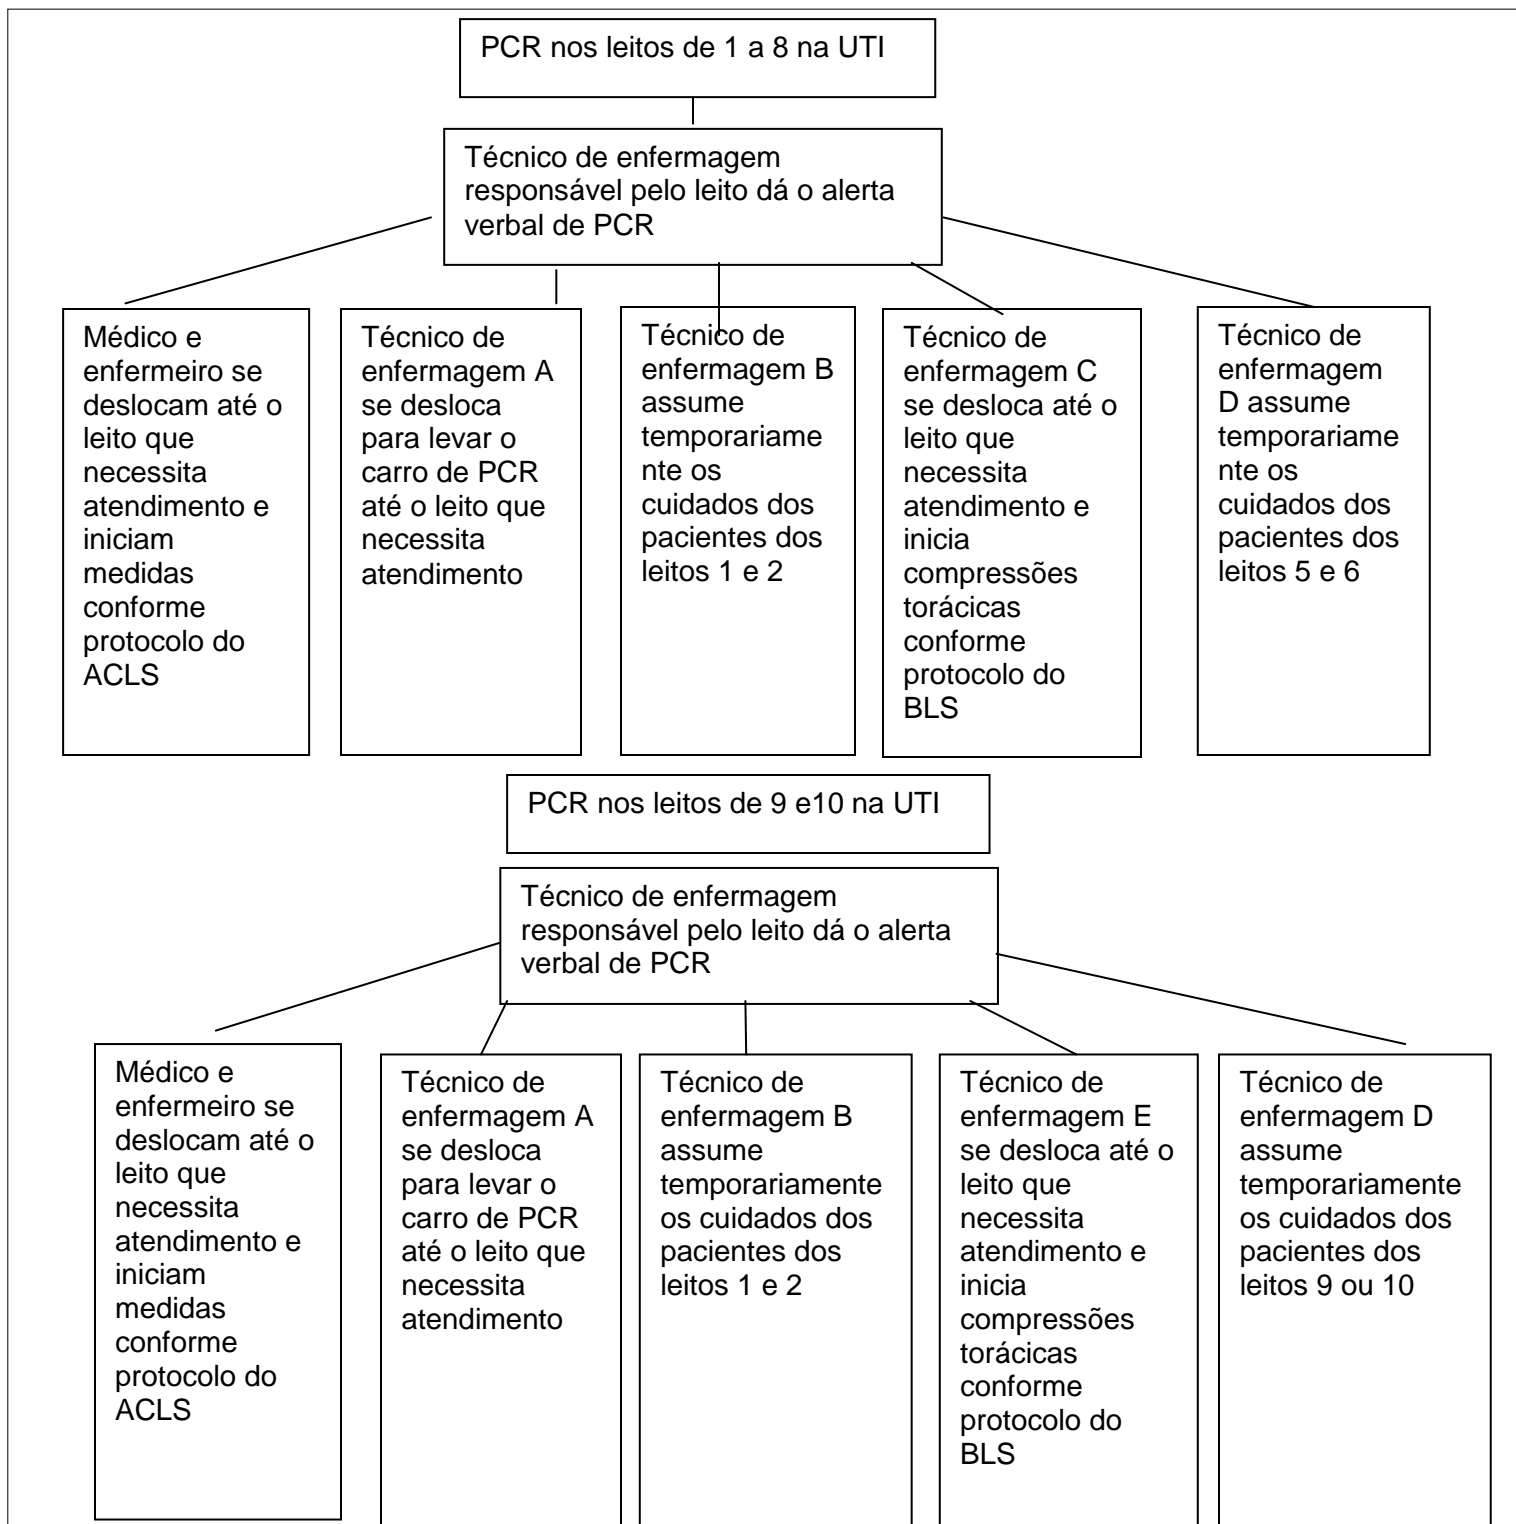 PCR nos leitos de 1 a 8 na UTI
Técnico de enfermagem
responsável pelo leito dá o alerta
verbal de PCR
Médico e
enfermeiro se
deslocam até o
leito que
necessita
atendimento e
iniciam
medidas
conforme
protocolo do
ACLS
Técnico de
enfermagem A
se desloca
para levar o
carro de PCR
até o leito que
necessita
atendimento
Técnico de
enfermagem B
assume
temporariame
nte os
cuidados dos
pacientes dos
leitos 1 e 2
Técnico de
enfermagem C
se desloca até o
leito que
necessita
atendimento e
inicia
compressões
torácicas
conforme
protocolo do
BLS
Técnico de
enfermagem
D assume
temporariame
nte os
cuidados dos
pacientes dos
leitos 5 e 6
PCR nos leitos de 9 e10 na UTI
Técnico de enfermagem
responsável pelo leito dá o alerta
verbal de PCR
Médico e
enfermeiro se
deslocam até o
leito que
necessita
atendimento e
iniciam
medidas
conforme
protocolo do
ACLS
Técnico de
enfermagem A
se desloca
para levar o
carro de PCR
até o leito que
necessita
atendimento
Técnico de
enfermagem B
assume
temporariamente
os cuidados dos
pacientes dos
leitos 1 e 2
Técnico de
enfermagem E
se desloca até o
leito que
necessita
atendimento e
inicia
compressões
torácicas
conforme
protocolo do
BLS
Técnico de
enfermagem D
assume
temporariamente
os cuidados dos
pacientes dos
leitos 9 ou 10